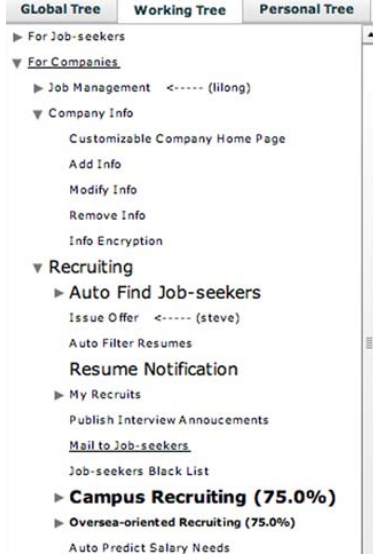 GLobal Tree Working Tree Personal Tree
For Job-seekers
For Companies
Job Management <----- (lilong)
Company Info
Customizable Company Home Page
Add Info
Modify Info
Remove Info
Info Encryption
Recruiting
Auto Find Job-seekers
Issue Offer <----- (steve)
Auto Filter Resumes
Resume Notification
My Recruits
Publish Interview Annoucements
Mail to Job-seekers
Job-seekers Black List
Campus Recruiting (75.0%)
Oversea-oriented Recruiting (75.0%)
Auto Predict Salary Needs